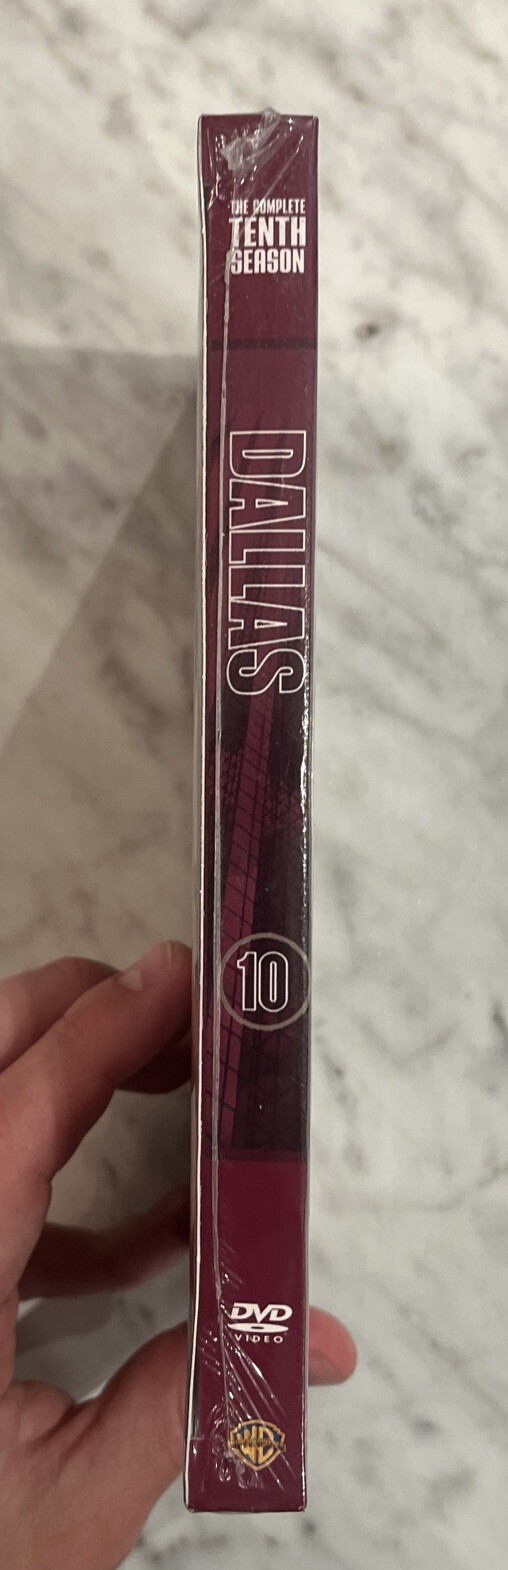 THE COMPLETE
TENTH
SEASON
DALLAS
10
DVD
VIDEO
WB